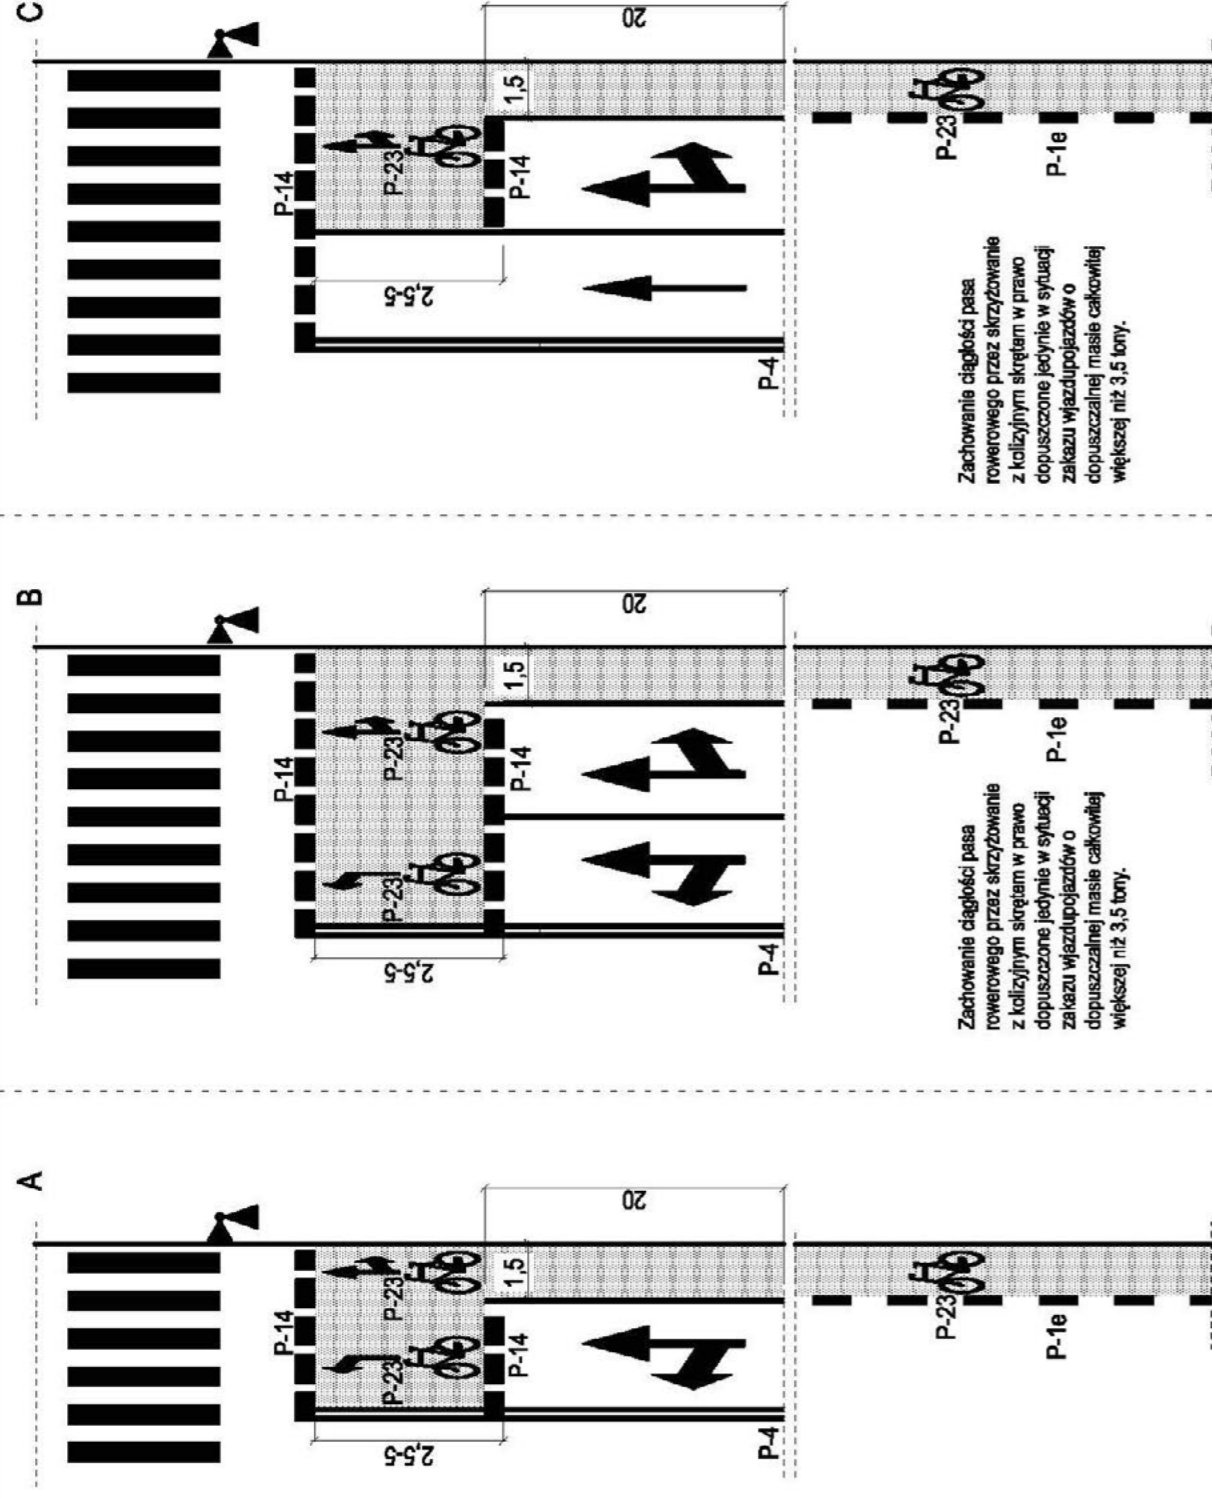 A
P-14
P-23
P-23
2,5-5
P-14
1,5
20
P-4
P-23
P-1e
B
P-14
P-23
P-23
2,5-5
P-14
1,5
20
P-4
P-23
P-1e
Zachowanie ciągłości pasa
rowerowego przez skrzyżowanie
z kolizyjnym skrętem w prawo
dopuszczone jedynie w sytuacji
zakazu wjazdupojazdów o
dopuszczalnej masie całkowitej
większej niż 3,5 tony.
C
P-14
P-23
2,5-5
P-14
1,5
20
P-4
P-23
P-1e
Zachowanie ciągłości pasa
rowerowego przez skrzyżowanie
z kolizyjnym skrętem w prawo
dopuszczone jedynie w sytuacji
zakazu wjazdupojazdów o
dopuszczalnej masie całkowitej
większej niż 3,5 tony.